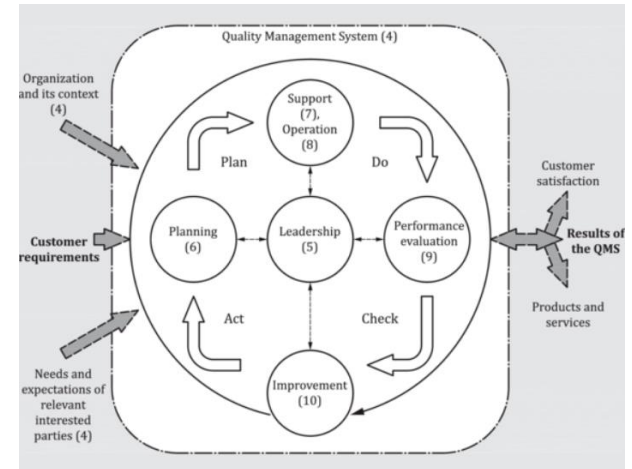 Quality Management System (4)
Organization
and its context
(4)
Support
(7),
Operation
(8)
Plan
Do
Customer
satisfaction
Customer
requirements
Planning
(6)
Leadership
(5)
Performance
evaluation
(9)
Results of
the QMS
Act
Check
Products and
services
Needs and
expectations of
relevant
interested
parties (4)
Improvement
(10)